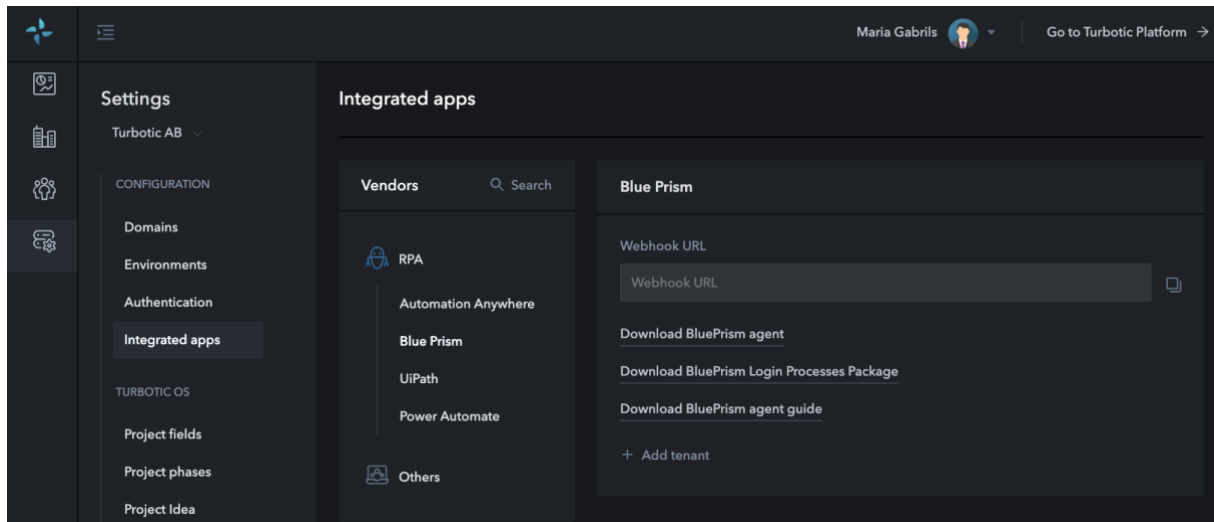 Maria Gabrils
Go to Turbotic Platform
Settings
Turbotic AB
CONFIGURATION
Domains
Environments
Authentication
Integrated apps
TURBOTIC OS
Project fields
Project phases
Project Idea
Integrated apps
Vendors
Search
RPA
Automation Anywhere
Blue Prism
UiPath
Power Automate
Others
Blue Prism
Webhook URL
Webhook URL
Download BluePrism agent
Download BluePrism Login Processes Package
Download BluePrism agent guide
+ Add tenant